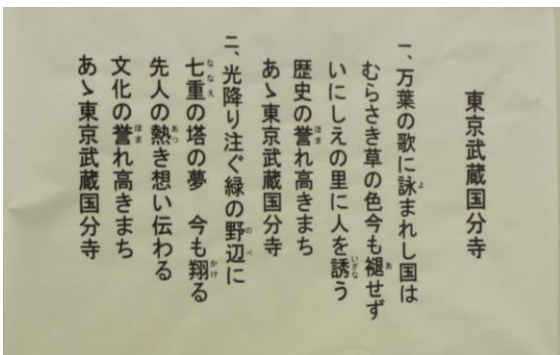 東京武蔵国分寺
一、万葉の歌に詠まれし国は
むらさき草の色今も褪せず
いにしえの里に人を誘う
歴史の誉れ高きまち
あゝ東京武蔵国分寺
二、光降り注ぐ緑の野辺に
七重の塔の夢　今も翔る
先人の熱き想い伝わる
文化の誉れ高きまち
あゝ東京武蔵国分寺